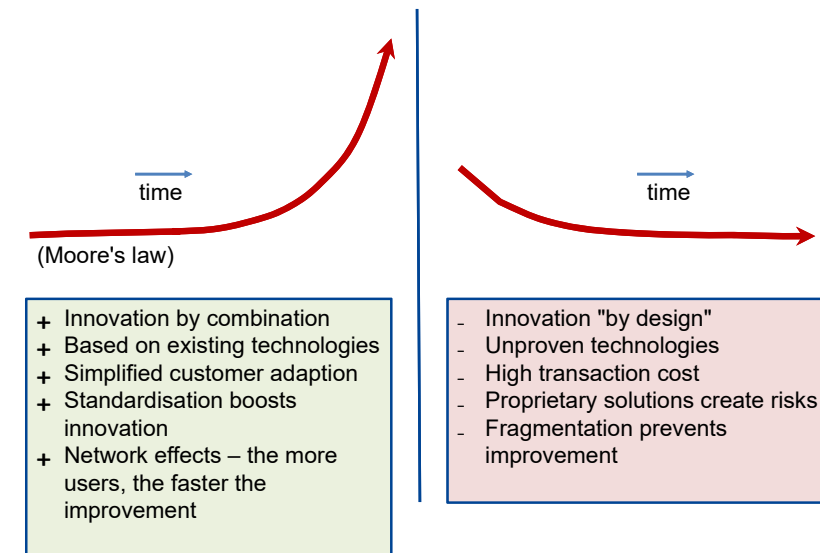 time
(Moore's law)
+ Innovation by combination
+ Based on existing technologies
+ Simplified customer adaption
+ Standardisation boosts
innovation
+ Network effects – the more
users, the faster the
improvement
time
- Innovation "by design"
- Unproven technologies
- High transaction cost
- Proprietary solutions create risks
- Fragmentation prevents
improvement